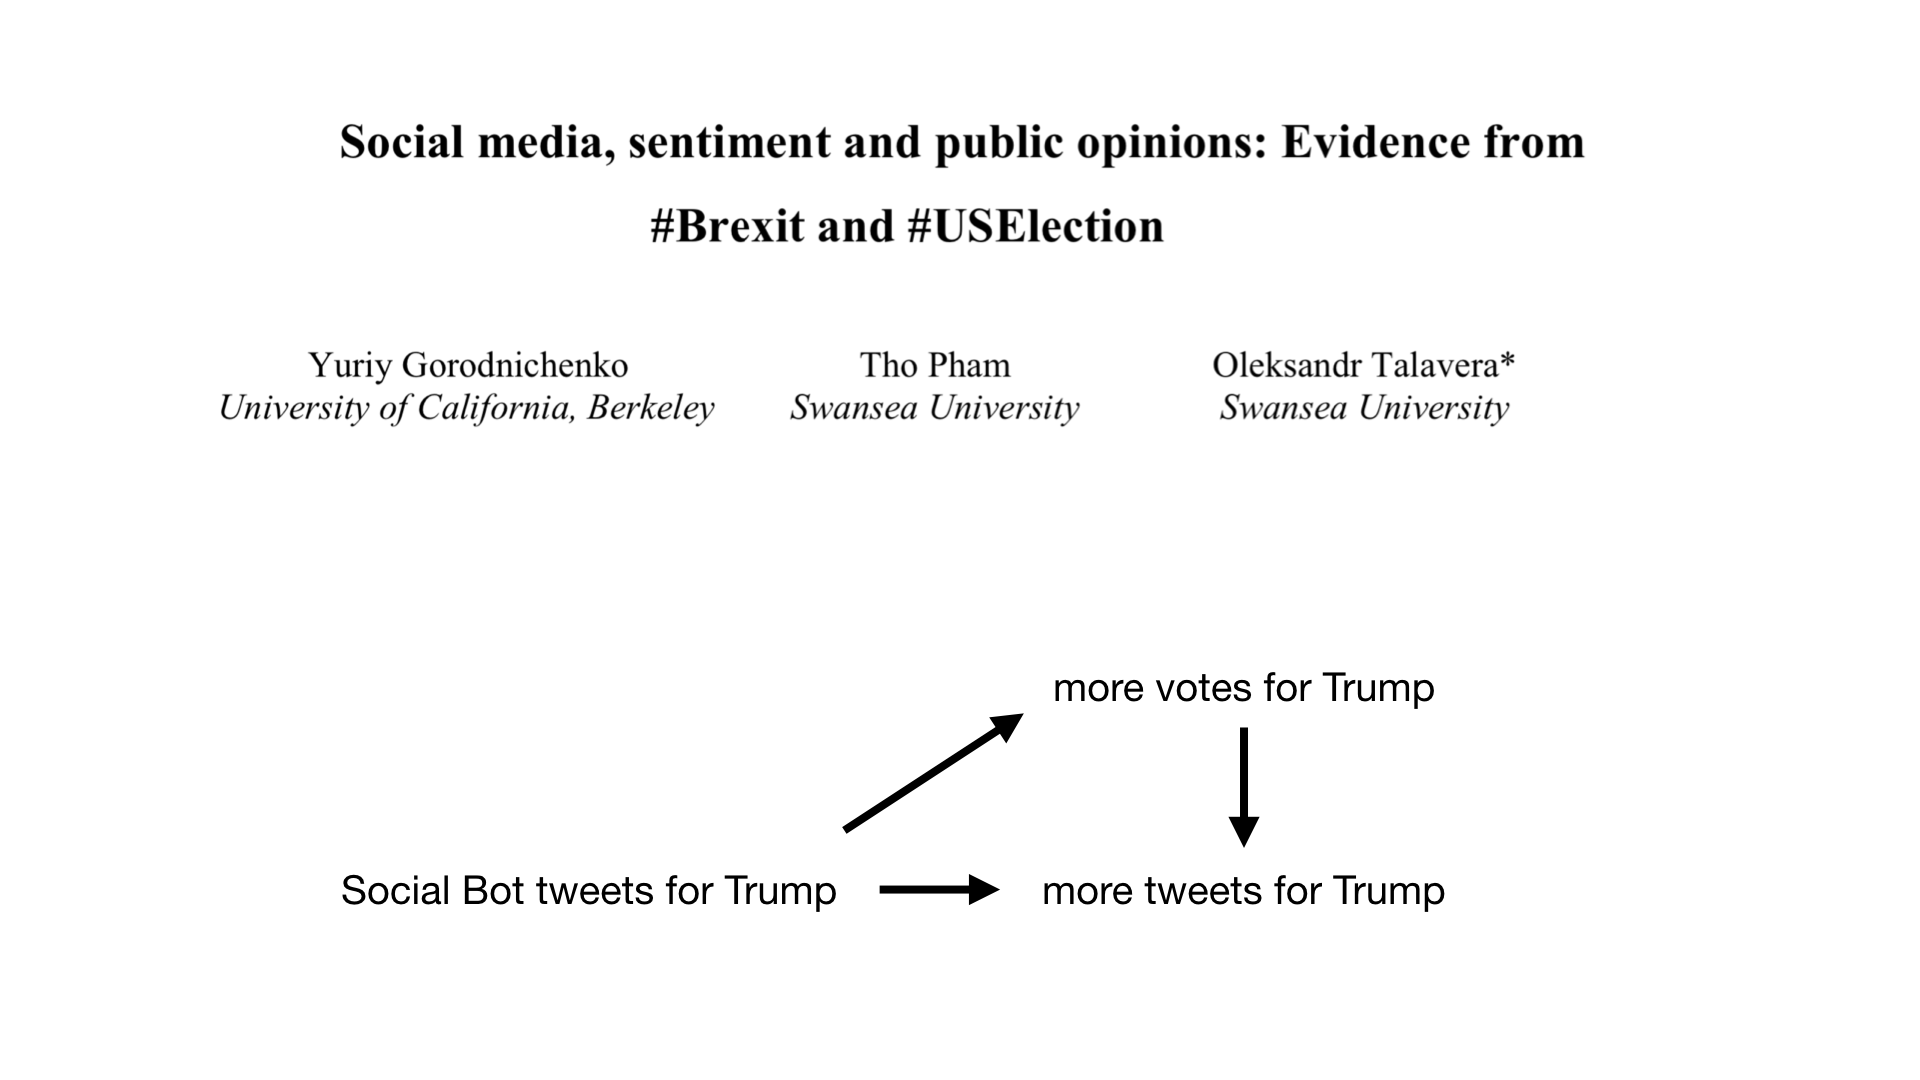 Social media, sentiment and public opinions: Evidence from
#Brexit and #USElection
Yuriy Gorodnichenko
University of California, Berkeley
Tho Pham
Swansea University
Oleksandr Talavera*
Swansea University
more votes for Trump
Social Bot tweets for Trump
more tweets for Trump